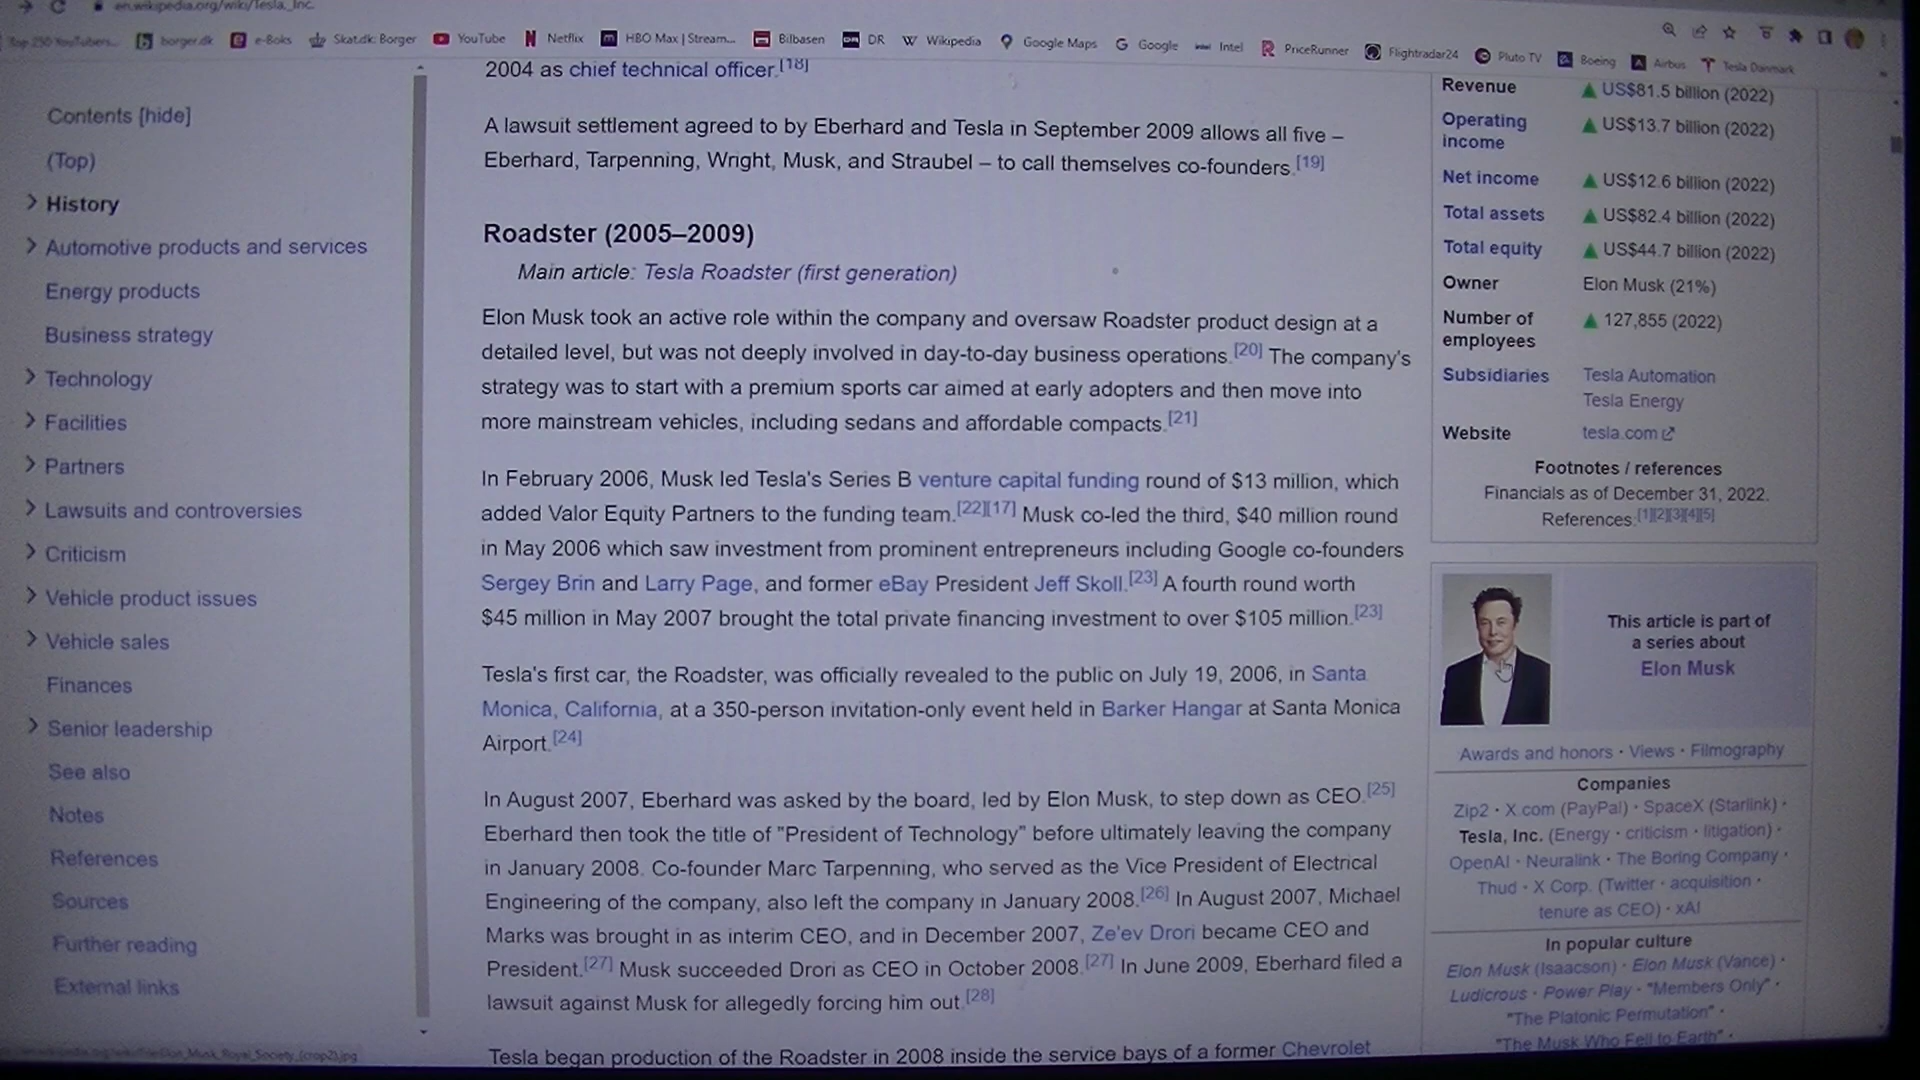 en.wikipedia.org/wiki/Tesla,_Inc.
Top 250 YouTubers... borger.dk e-Boks Skat.dk: Borger YouTube Netflix HBO Max | Stream... Bilbasen DR Wikipedia Google Maps Google Intel PriceRunner Flightradar24 Pluto TV Boeing Airbus Tesla Danmark
Contents [hide]
(Top)
History
Automotive products and services
Energy products
Business strategy
Technology
Facilities
Partners
Lawsuits and controversies
Criticism
Vehicle product issues
Vehicle sales
Finances
Senior leadership
See also
Notes
References
Sources
Further reading
External links
2004 as chief technical officer.[18]
A lawsuit settlement agreed to by Eberhard and Tesla in September 2009 allows all five –
Eberhard, Tarpenning, Wright, Musk, and Straubel – to call themselves co-founders.[19]
Roadster (2005–2009)
Main article: Tesla Roadster (first generation)
Elon Musk took an active role within the company and oversaw Roadster product design at a
detailed level, but was not deeply involved in day-to-day business operations.[20] The company's
strategy was to start with a premium sports car aimed at early adopters and then move into
more mainstream vehicles, including sedans and affordable compacts.[21]
In February 2006, Musk led Tesla's Series B venture capital funding round of $13 million, which
added Valor Equity Partners to the funding team.[22][17] Musk co-led the third, $40 million round
in May 2006 which saw investment from prominent entrepreneurs including Google co-founders
Sergey Brin and Larry Page, and former eBay President Jeff Skoll.[23] A fourth round worth
$45 million in May 2007 brought the total private financing investment to over $105 million.[23]
Tesla's first car, the Roadster, was officially revealed to the public on July 19, 2006, in Santa
Monica, California, at a 350-person invitation-only event held in Barker Hangar at Santa Monica
Airport.[24]
In August 2007, Eberhard was asked by the board, led by Elon Musk, to step down as CEO.[25]
Eberhard then took the title of "President of Technology" before ultimately leaving the company
in January 2008. Co-founder Marc Tarpenning, who served as the Vice President of Electrical
Engineering of the company, also left the company in January 2008.[26] In August 2007, Michael
Marks was brought in as interim CEO, and in December 2007, Ze'ev Drori became CEO and
President.[27] Musk succeeded Drori as CEO in October 2008.[27] In June 2009, Eberhard filed a
lawsuit against Musk for allegedly forcing him out.[28]
Tesla began production of the Roadster in 2008 inside the service bays of a former Chevrolet
Revenue ▲ US$81.5 billion (2022)
Operating income ▲ US$13.7 billion (2022)
Net income ▲ US$12.6 billion (2022)
Total assets ▲ US$82.4 billion (2022)
Total equity ▲ US$44.7 billion (2022)
Owner Elon Musk (21%)
Number of employees ▲ 127,855 (2022)
Subsidiaries Tesla Automation
Tesla Energy
Website tesla.com
Footnotes / references
Financials as of December 31, 2022.
References:[1][2][3][4][5]
This article is part of
a series about
Elon Musk
Awards and honors · Views · Filmography
Companies
Zip2 · X.com (PayPal) · SpaceX (Starlink) ·
Tesla, Inc. (Energy · criticism · litigation) ·
OpenAI · Neuralink · The Boring Company ·
Thud · X Corp. (Twitter · acquisition ·
tenure as CEO) · xAI
In popular culture
Elon Musk (Isaacson) · Elon Musk (Vance) ·
Ludicrous · Power Play · "Members Only" ·
"The Platonic Permutation" ·
"The Musk Who Fell to Earth" ·